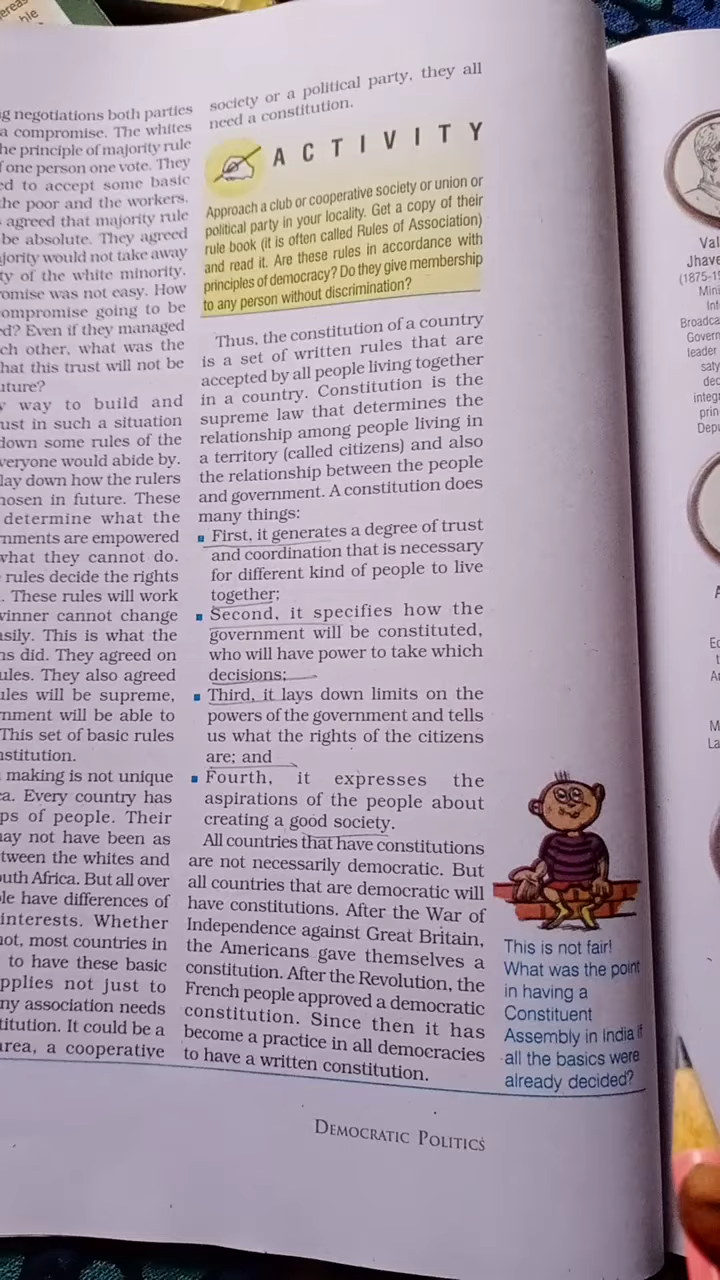 g negotiations both parties
a compromise. The whites
he principle of majority rule
f one person one vote. They
ed to accept some basic
the poor and the workers.
agreed that majority rule
be absolute. They agreed
jority would not take away
ty of the white minority.
omise was not easy. How
ompromise going to be
d? Even if they managed
ch other, what was the
hat this trust will not be
uture?
way to build and
ust in such a situation
down some rules of the
veryone would abide by.
lay down how the rulers
hosen in future. These
determine what the
rnments are empowered
what they cannot do.
rules decide the rights
. These rules will work
winner cannot change
asily. This is what the
ns did. They agreed on
ules. They also agreed
ules will be supreme,
nment will be able to
This set of basic rules
nstitution.
making is not unique
ca. Every country has
ps of people. Their
ay not have been as
tween the whites and
outh Africa. But all over
le have differences of
interests. Whether
not, most countries in
to have these basic
pplies not just to
ny association needs
titution. It could be a
area, a cooperative
society or a political party, they all
need a constitution.
ACTIVITY
Approach a club or cooperative society or union or
political party in your locality. Get a copy of their
rule book (it is often called Rules of Association)
and read it. Are these rules in accordance with
principles of democracy? Do they give membership
to any person without discrimination?
Thus, the constitution of a country
is a set of written rules that are
accepted by all people living together
in a country. Constitution is the
supreme law that determines the
relationship among people living in
a territory (called citizens) and also
the relationship between the people
and government. A constitution does
many things:
▪ First, it generates a degree of trust
and coordination that is necessary
for different kind of people to live
together;
▪ Second, it specifies how the
government will be constituted,
who will have power to take which
decisions;
▪ Third, it lays down limits on the
powers of the government and tells
us what the rights of the citizens
are; and
▪ Fourth, it expresses the
aspirations of the people about
creating a good society.
All countries that have constitutions
are not necessarily democratic. But
all countries that are democratic will
have constitutions. After the War of
Independence against Great Britain,
the Americans gave themselves a
constitution. After the Revolution, the
French people approved a democratic
constitution. Since then it has
become a practice in all democracies
to have a written constitution.
This is not fair!
What was the point
in having a
Constituent
Assembly in India if
all the basics were
already decided?
DEMOCRATIC POLITICS
Val
Jhave
(1875-19
Mini
Inf
Broadca
Govern
leader
saty
dec
integr
prin
Depu